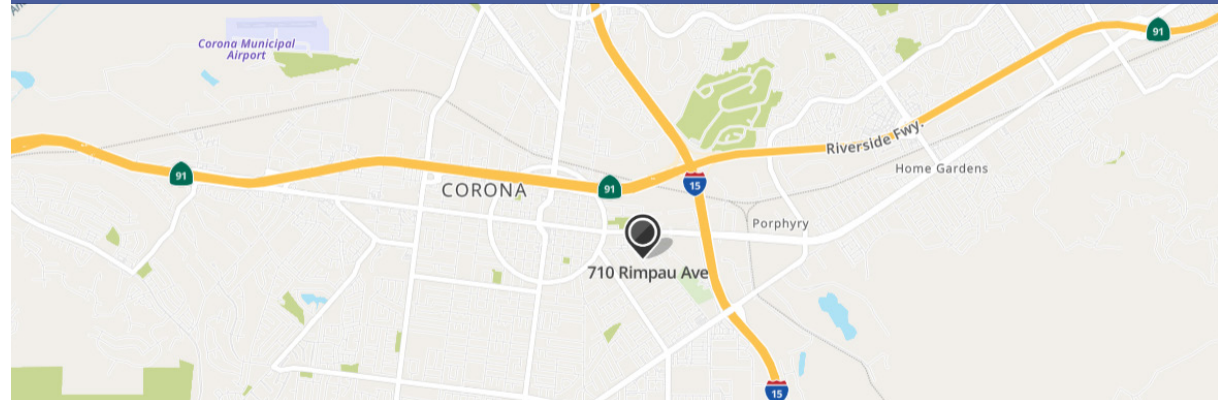 91
Corona Municipal
Airport
Riverside Fwy.
Home Gardens
91
CORONA
91
15
Porphyry
710 Rimpau Ave
15